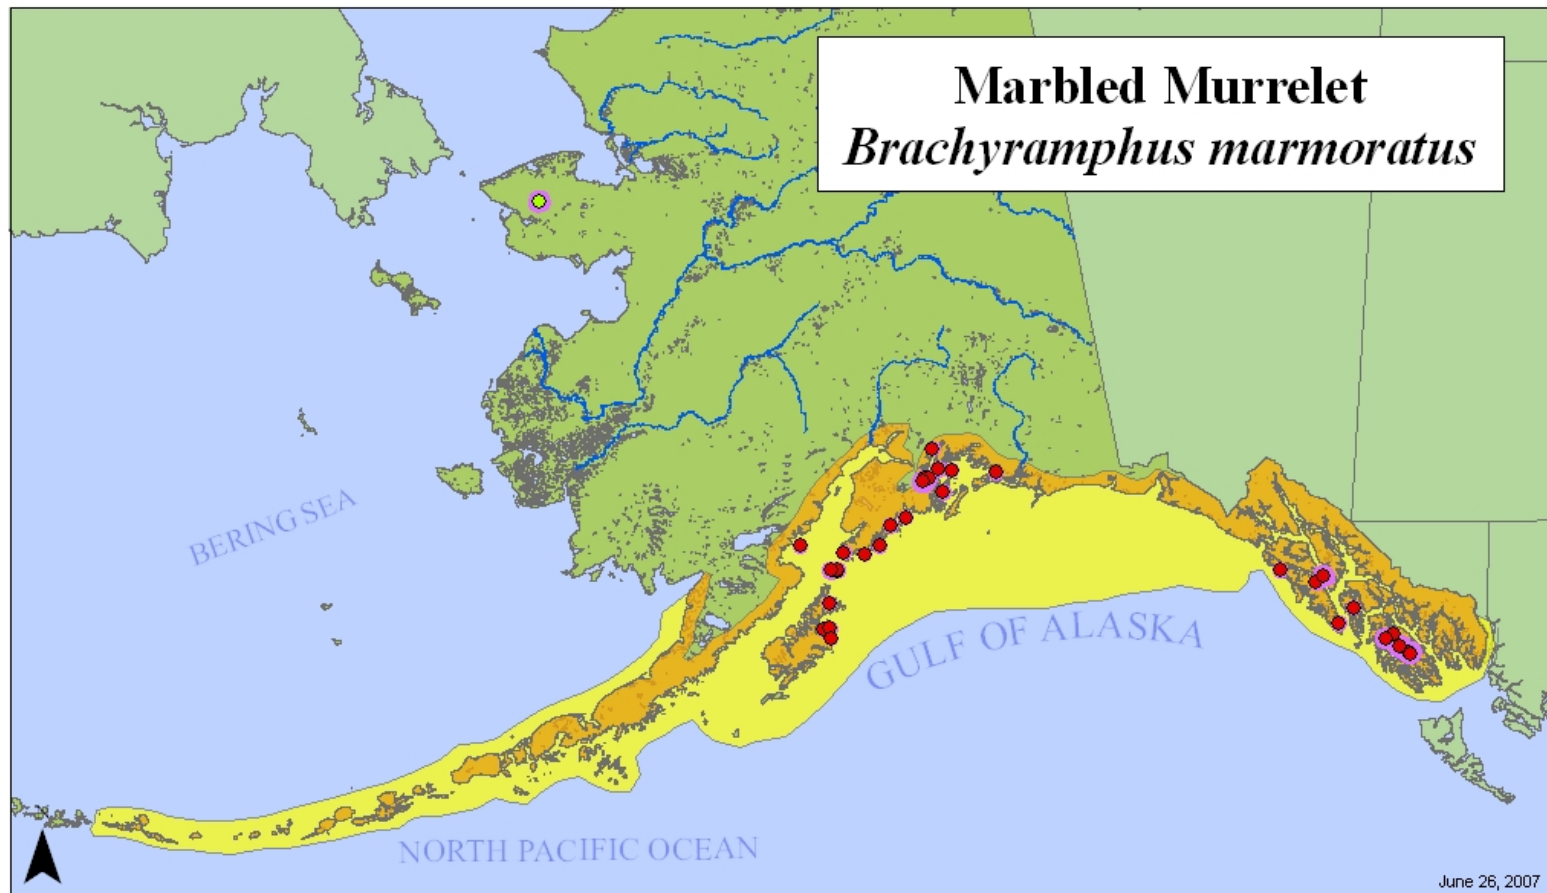 Marbled Murrelet
Brachyramphus marmoratus
BERING SEA
GULF OF ALASKA
NORTH PACIFIC OCEAN
June 26, 2007